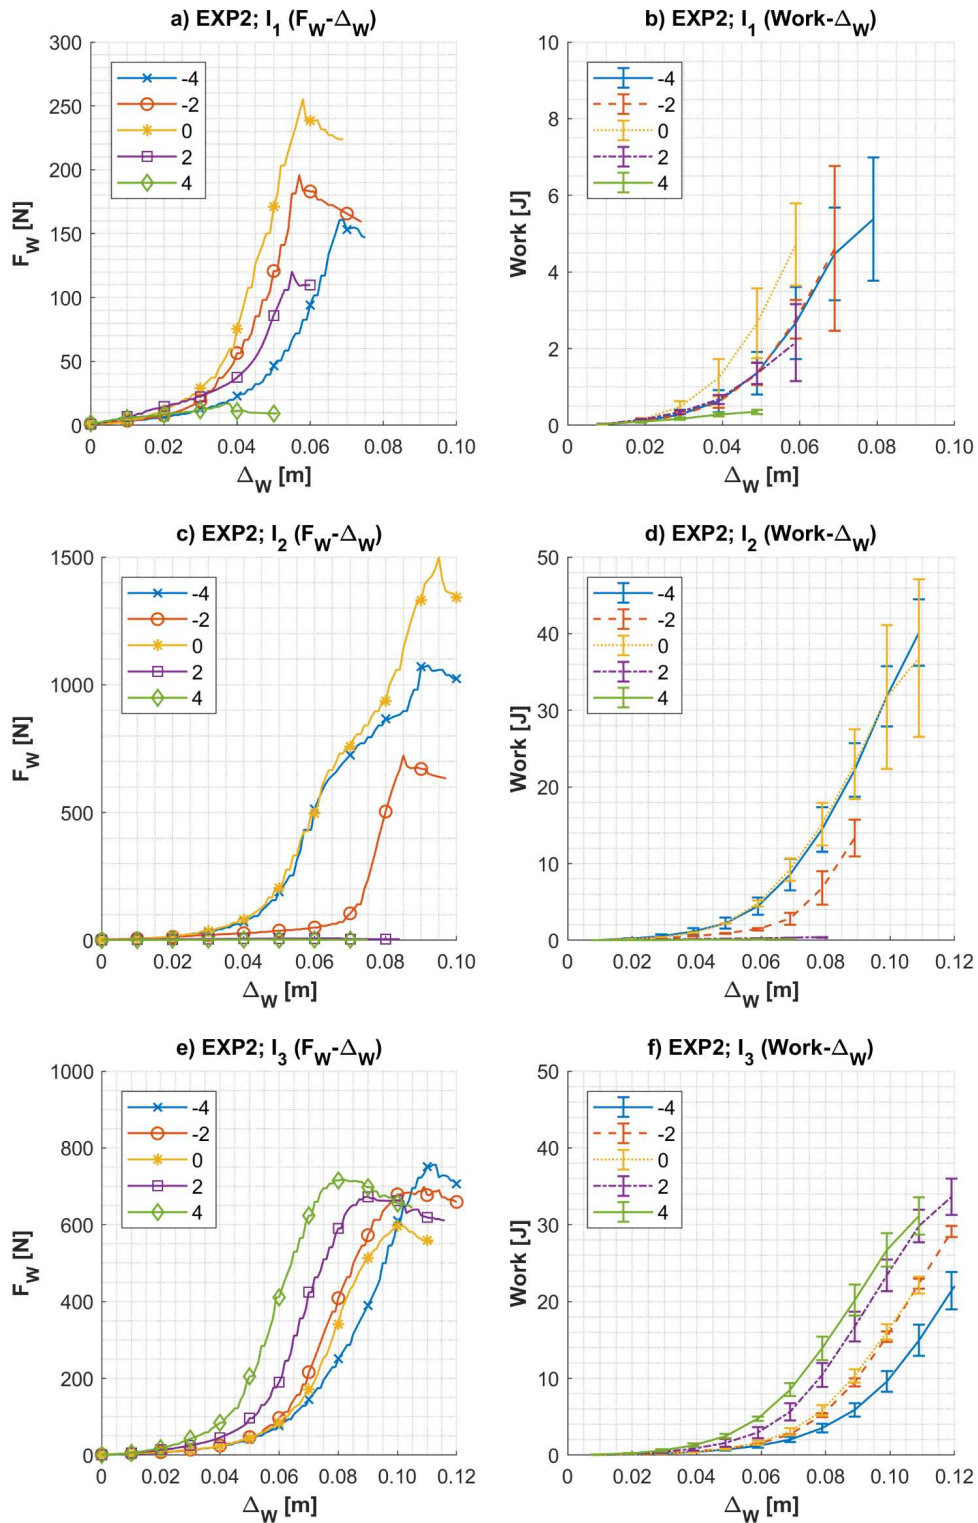 a) EXP2; I1 (FW-ΔW)
300
250
200
150
100
50
0
FW [N]
-4
-2
0
2
4
0 0.02 0.04 0.06 0.08 0.10
ΔW [m]
b) EXP2; I1 (Work-ΔW)
10
8
6
4
2
0
Work [J]
-4
-2
0
2
4
0 0.02 0.04 0.06 0.08 0.10
ΔW [m]
c) EXP2; I2 (FW-ΔW)
1500
1000
500
0
FW [N]
-4
-2
0
2
4
0 0.02 0.04 0.06 0.08 0.10
ΔW [m]
d) EXP2; I2 (Work-ΔW)
50
40
30
20
10
0
Work [J]
-4
-2
0
2
4
0 0.02 0.04 0.06 0.08 0.10 0.12
ΔW [m]
e) EXP2; I3 (FW-ΔW)
1000
800
600
400
200
0
FW [N]
-4
-2
0
2
4
0 0.02 0.04 0.06 0.08 0.10 0.12
ΔW [m]
f) EXP2; I3 (Work-ΔW)
50
40
30
20
10
0
Work [J]
-4
-2
0
2
4
0 0.02 0.04 0.06 0.08 0.10 0.12
ΔW [m]